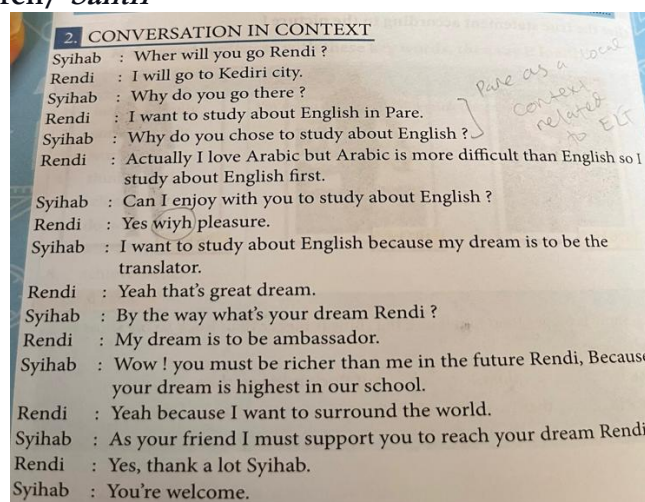 ren/ Santri
2. CONVERSATION IN CONTEXT
Syihab : Wher will you go Rendi ?
Rendi : I will go to Kediri city.
Syihab : Why do you go there ?
Rendi : I want to study about English in Pare.
Syihab : Why do you chose to study about English ?
Pare as a local
context
related
to ELT
Rendi : Actually I love Arabic but Arabic is more difficult than English so I
study about English first.
Syihab : Can I enjoy with you to study about English ?
Rendi : Yes wiyh pleasure.
Syihab : I want to study about English because my dream is to be the
translator.
Rendi : Yeah that's great dream.
Syihab : By the way what's your dream Rendi ?
Rendi : My dream is to be ambassador.
Syihab : Wow ! you must be richer than me in the future Rendi, Because
your dream is highest in our school.
Rendi : Yeah because I want to surround the world.
Syihab : As your friend I must support you to reach your dream Rendi
Rendi : Yes, thank a lot Syihab.
Syihab : You're welcome.